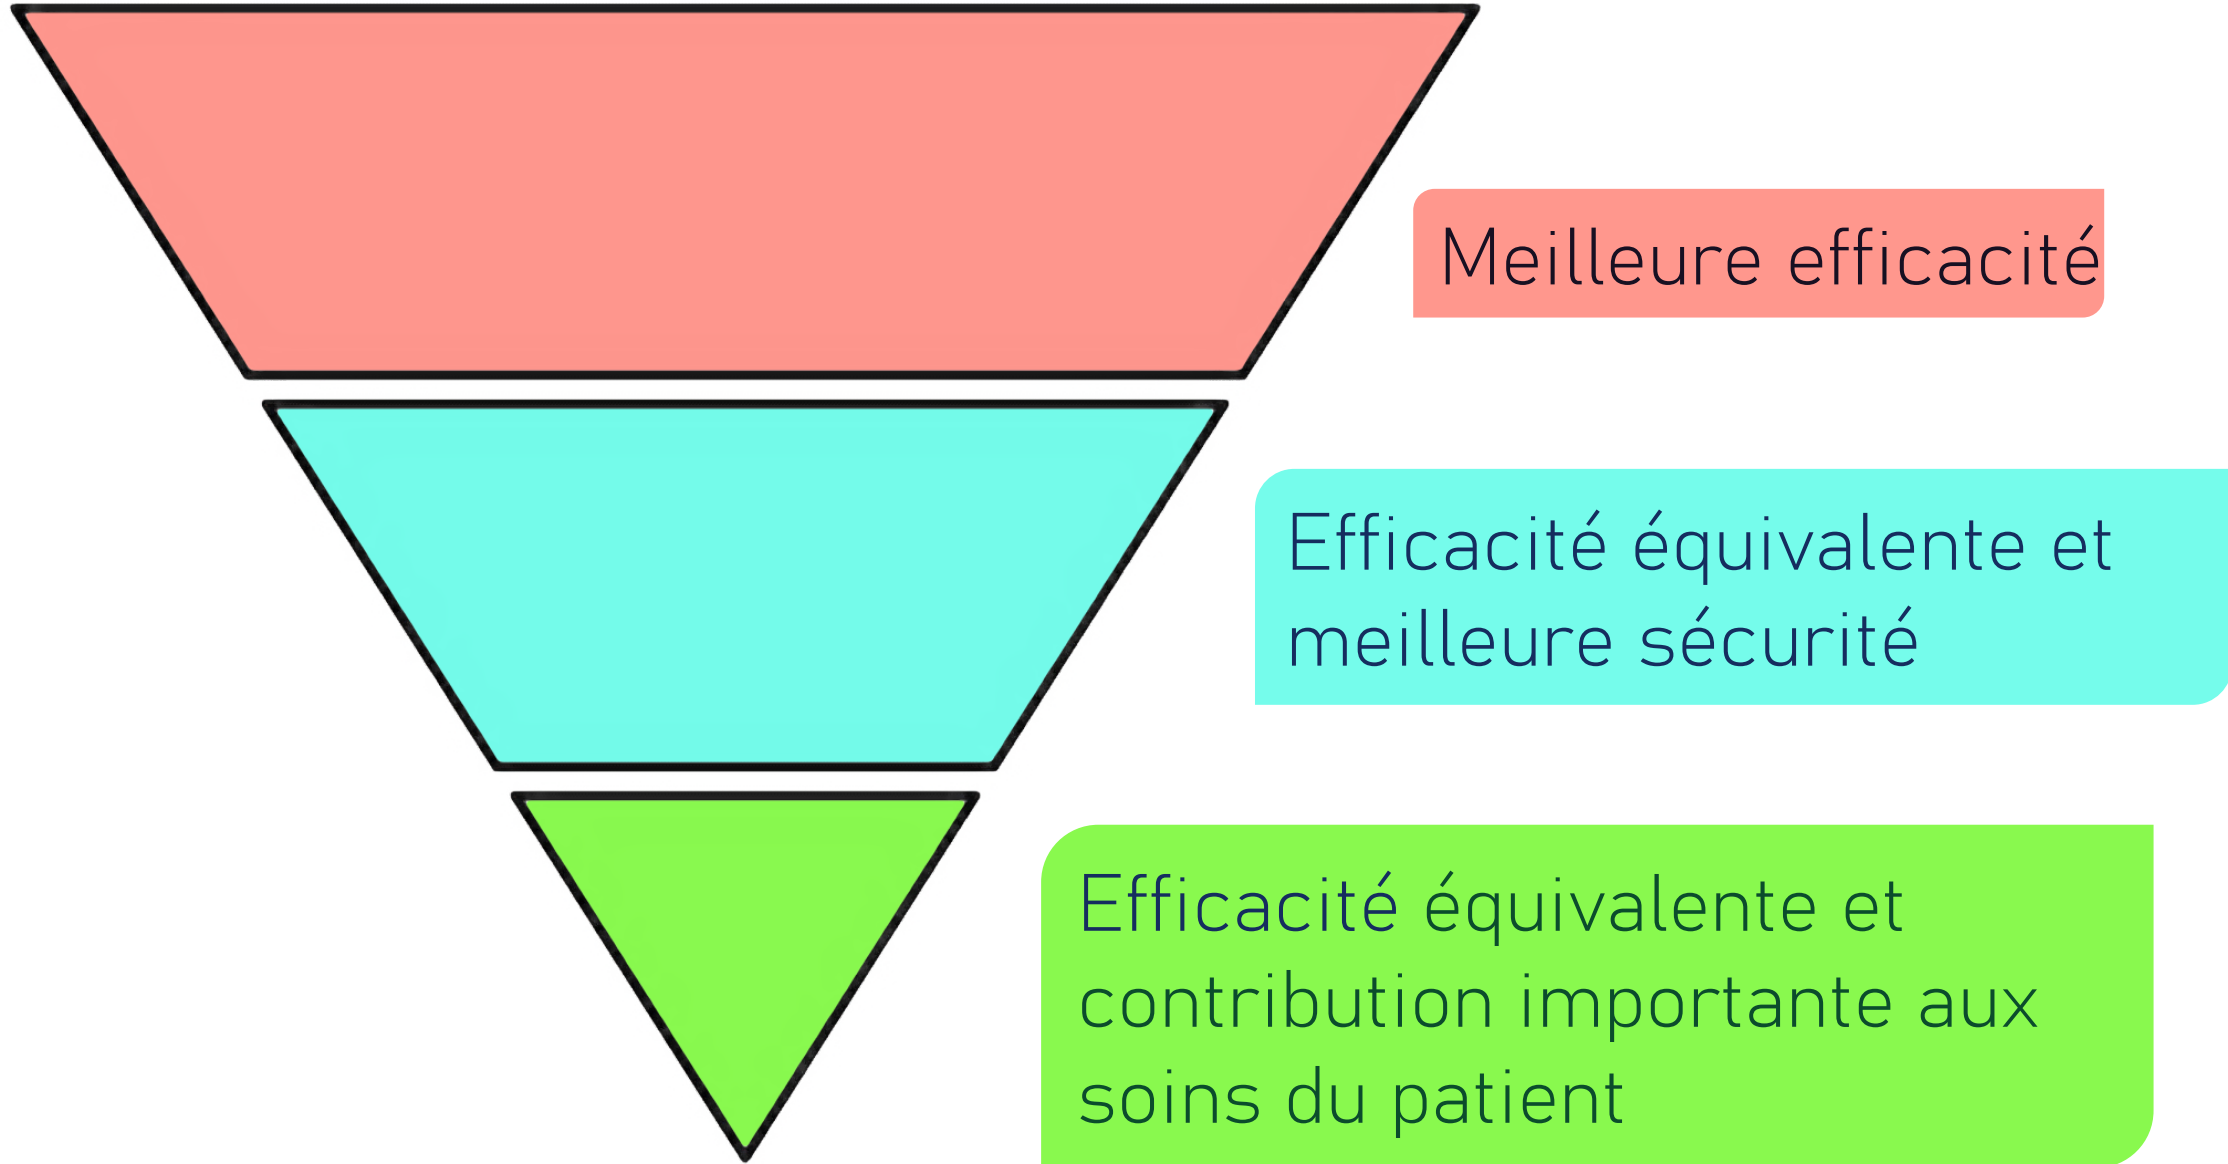 Meilleure efficacité
Efficacité équivalente et
meilleure sécurité
Efficacité équivalente et
contribution importante aux
soins du patient